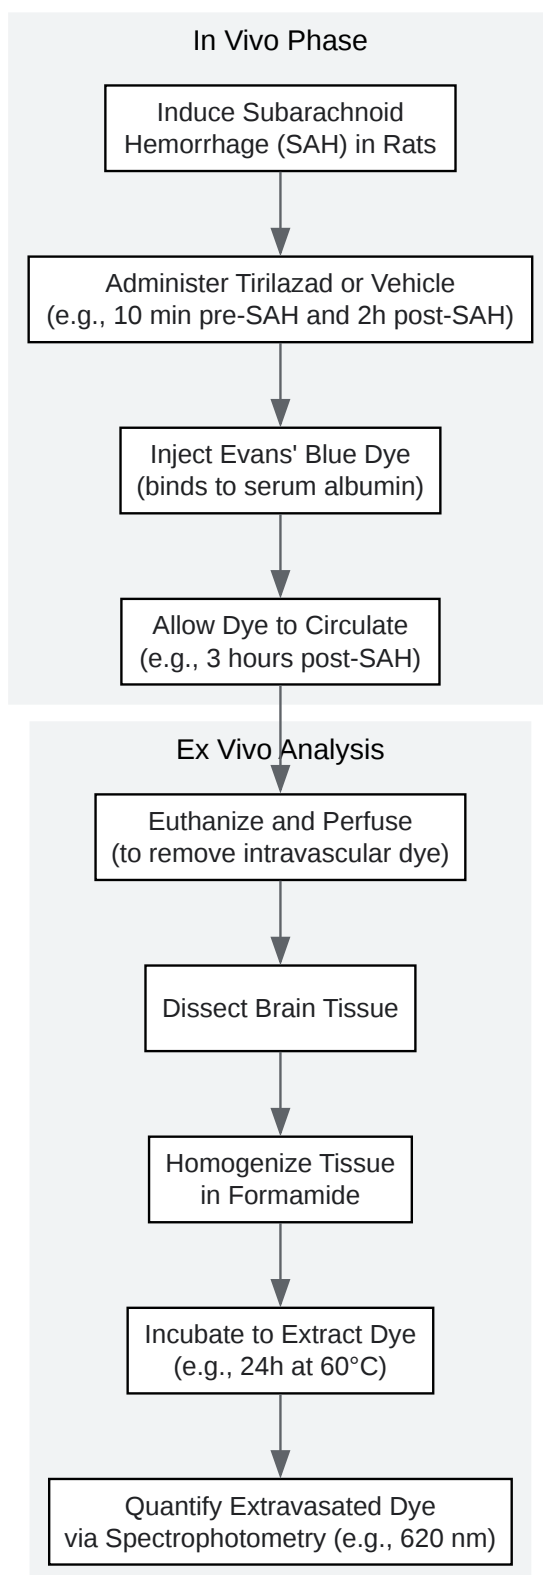 In Vivo Phase
Induce Subarachnoid
Hemorrhage (SAH) in Rats
Administer Tirilazad or Vehicle
(e.g., 10 min pre-SAH and 2h post-SAH)
Inject Evans' Blue Dye
(binds to serum albumin)
Allow Dye to Circulate
(e.g., 3 hours post-SAH)
Ex Vivo Analysis
Euthanize and Perfuse
(to remove intravascular dye)
Dissect Brain Tissue
Homogenize Tissue
in Formamide
Incubate to Extract Dye
(e.g., 24h at 60°C)
Quantify Extravasated Dye
via Spectrophotometry (e.g., 620 nm)